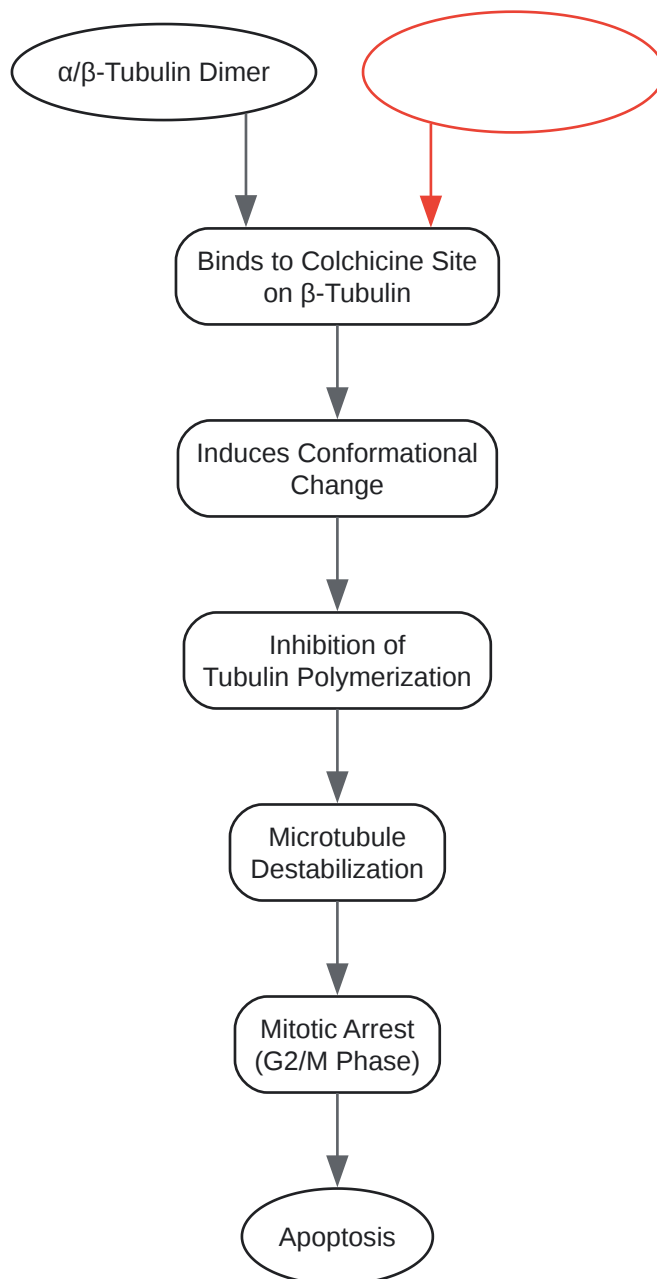 α/β-Tubulin Dimer
Binds to Colchicine Site
on β-Tubulin
Induces Conformational
Change
Inhibition of
Tubulin Polymerization
Microtubule
Destabilization
Mitotic Arrest
(G2/M Phase)
Apoptosis